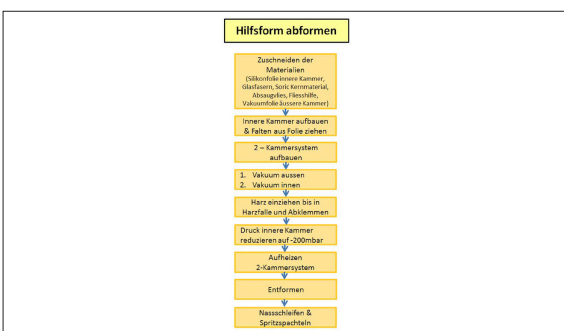 Hilfsform abformen
Zuschneiden der
Materialien
(Silikonfolie innere Kammer,
Glasfasern, Soric Kernmaterial,
Absaugvlies, Fliesshilfe,
Vakuumfolie äussere Kammer)
Innere Kammer aufbauen
& Falten aus Folie ziehen
2 – Kammersystem
aufbauen
1. Vakuum aussen
2. Vakuum innen
Harz einziehen bis in
Harzfalle und Abklemmen
Druck innere Kammer
reduzieren auf -200mbar
Aufheizen
2-Kammersystem
Entformen
Nassschleifen &
Spritzspachteln